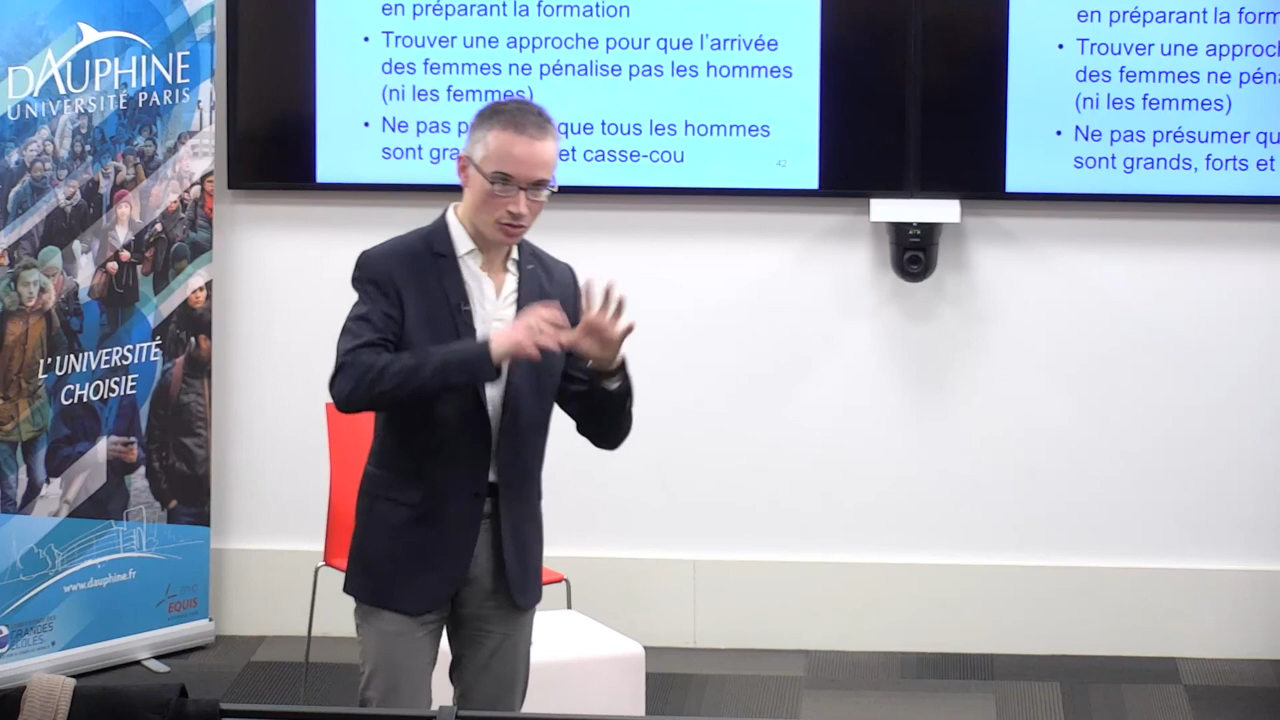 DAUPHINE
UNIVERSITÉ PARIS
L'UNIVERSITÉ
CHOISIE
www.dauphine.fr
EQUIS
GRANDES
ÉCOLES
en préparant la formation
• Trouver une approche pour que l'arrivée
des femmes ne pénalise pas les hommes
(ni les femmes)
• Ne pas que tous les hommes
sont et casse-cou
42
en préparant la form
• Trouver une approc
des femmes ne péna
(ni les femmes)
• Ne pas présumer qu
sont grands, forts et